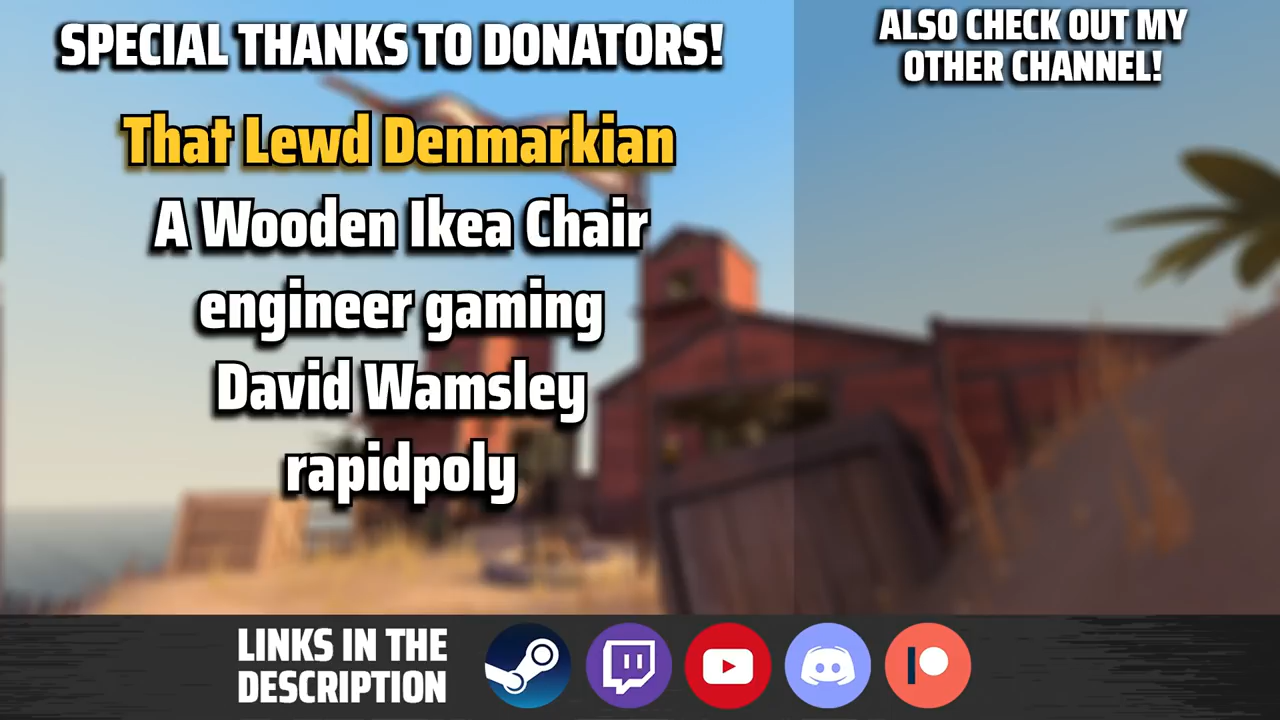 SPECIAL THANKS TO DONATORS!
That Lewd Denmarkian
A Wooden Ikea Chair
engineer gaming
David Wamsley
rapidpoly
ALSO CHECK OUT MY
OTHER CHANNEL!
LINKS IN THE
DESCRIPTION